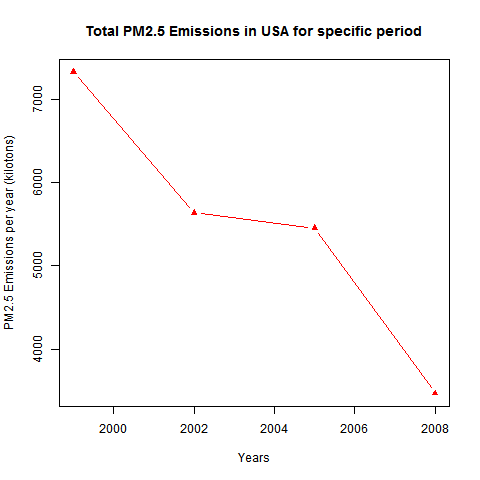 Total PM2.5 Emissions in USA for specific period
PM2.5 Emissions per year (kilotons)
7000
6000
5000
4000
2000 2002 2004 2006 2008
Years